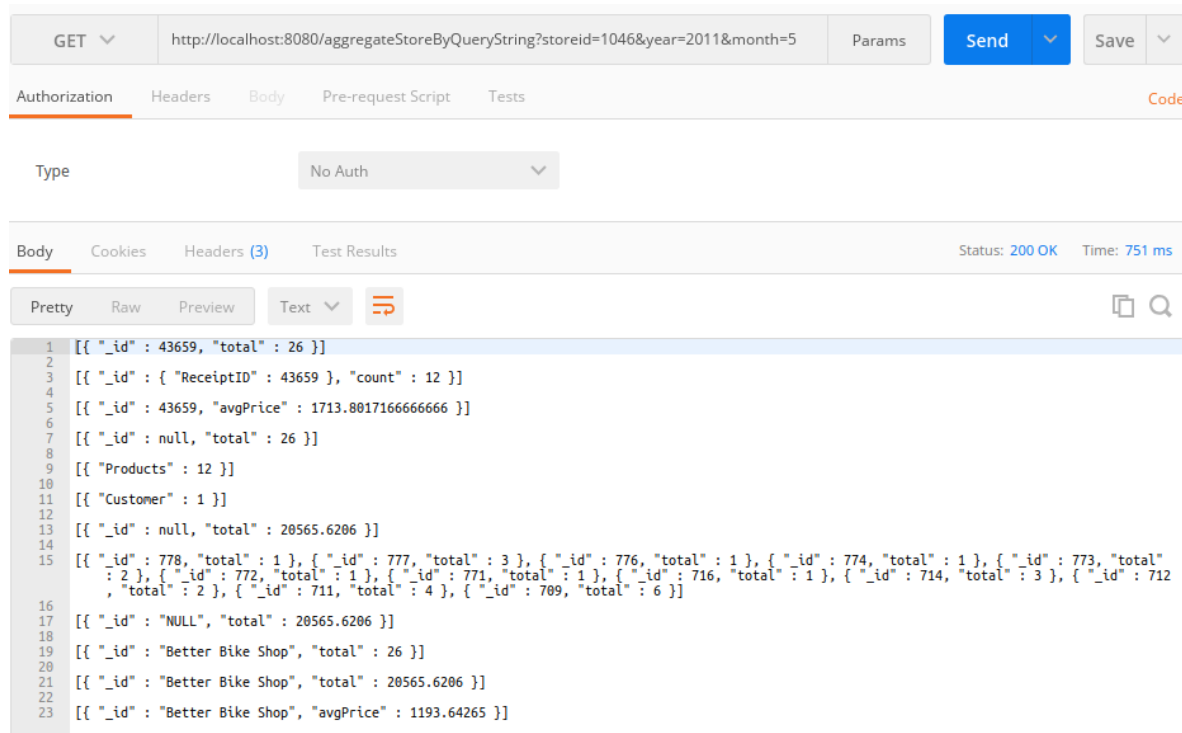 GET http://localhost:8080/aggregateStoreByQueryString?storeid=1046&year=2011&month=5 Params Send Save
Authorization Headers Body Pre-request Script Tests Code
Type No Auth
Body Cookies Headers (3) Test Results Status: 200 OK Time: 751 ms
Pretty Raw Preview Text
1 [{ "_id" : 43659, "total" : 26 }]
2
3 [{ "_id" : { "ReceiptID" : 43659 }, "count" : 12 }]
4
5 [{ "_id" : 43659, "avgPrice" : 1713.8017166666666 }]
6
7 [{ "_id" : null, "total" : 26 }]
8
9 [{ "Products" : 12 }]
10
11 [{ "Customer" : 1 }]
12
13 [{ "_id" : null, "total" : 20565.6206 }]
14
15 [{ "_id" : 778, "total" : 1 }, { "_id" : 777, "total" : 3 }, { "_id" : 776, "total" : 1 }, { "_id" : 774, "total" : 1 }, { "_id" : 773, "total"
: 2 }, { "_id" : 772, "total" : 1 }, { "_id" : 771, "total" : 1 }, { "_id" : 716, "total" : 1 }, { "_id" : 714, "total" : 3 }, { "_id" : 712
, "total" : 2 }, { "_id" : 711, "total" : 4 }, { "_id" : 709, "total" : 6 }]
16
17 [{ "_id" : "NULL", "total" : 20565.6206 }]
18
19 [{ "_id" : "Better Bike Shop", "total" : 26 }]
20
21 [{ "_id" : "Better Bike Shop", "total" : 20565.6206 }]
22
23 [{ "_id" : "Better Bike Shop", "avgPrice" : 1193.64265 }]